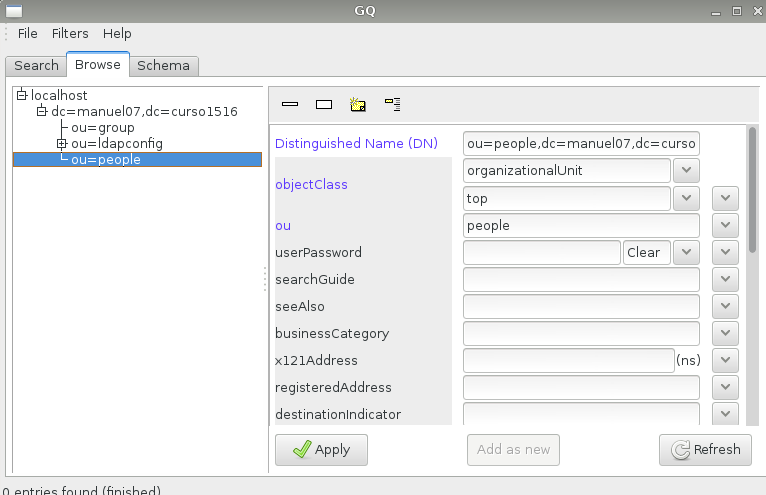 GQ
File Filters Help
Search Browse Schema
localhost
dc=manuel07,dc=curso1516
ou=group
ou=ldapconfig
ou=people
Distinguished Name (DN) ou=people,dc=manuel07,dc=curso
objectClass organizationalUnit
top
ou people
userPassword Clear
searchGuide
seeAlso
businessCategory
x121Address (ns)
registeredAddress
destinationIndicator
Apply Add as new Refresh
0 entries found (finished)